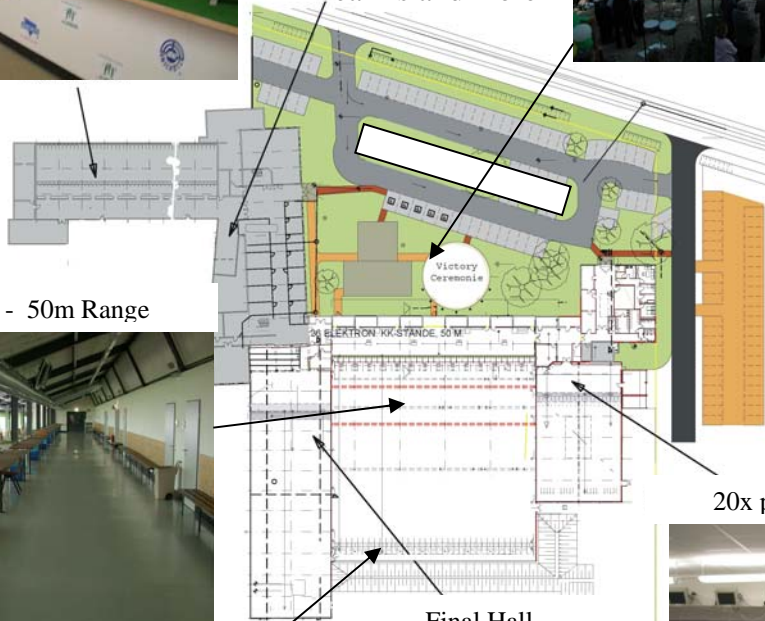 Victory
Ceremonie
- 50m Range
36 ELEKTRON. KK-STÄNDE, 50 M
20x p
Final Hall